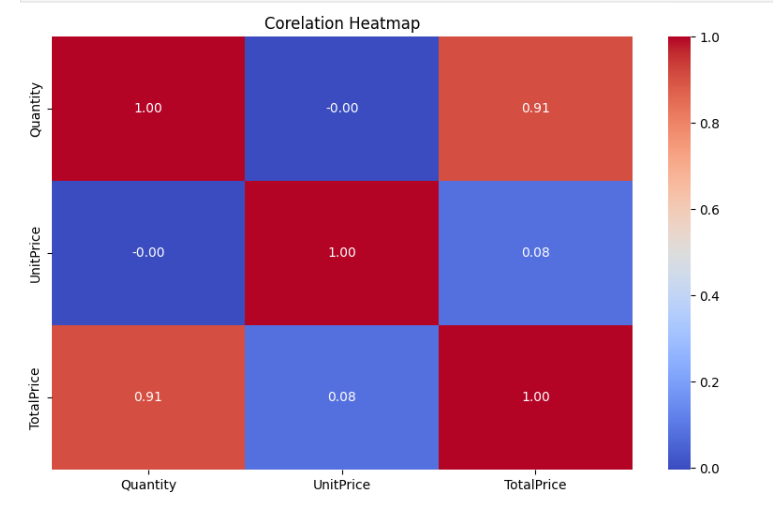 Corelation Heatmap
Quantity
1.00
-0.00
0.91
UnitPrice
-0.00
1.00
0.08
TotalPrice
0.91
0.08
1.00
Quantity
UnitPrice
TotalPrice
1.0
0.8
0.6
0.4
0.2
0.0